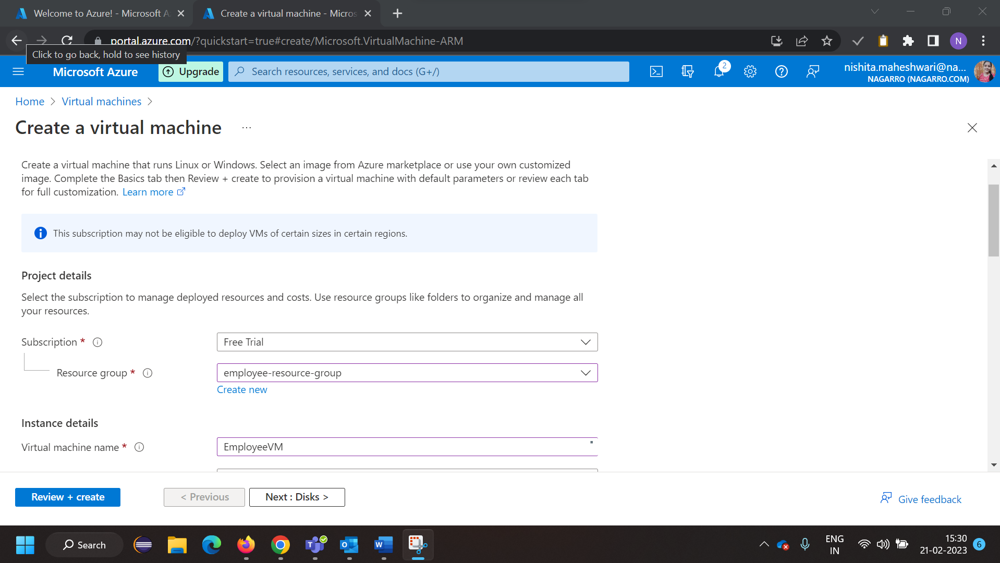 Welcome to Azure! - Microsoft A
Create a virtual machine - Micros
portal.azure.com/?quickstart=true#create/Microsoft.VirtualMachine-ARM
N
Click to go back, hold to see history
Microsoft Azure
Upgrade
Search resources, services, and docs (G+/)
2
nishita.maheshwari@na...
NAGARRO (NAGARRO.COM)
Home > Virtual machines >
Create a virtual machine ...
Create a virtual machine that runs Linux or Windows. Select an image from Azure marketplace or use your own customized
image. Complete the Basics tab then Review + create to provision a virtual machine with default parameters or review each tab
for full customization. Learn more
This subscription may not be eligible to deploy VMs of certain sizes in certain regions.
Project details
Select the subscription to manage deployed resources and costs. Use resource groups like folders to organize and manage all
your resources.
Subscription *
Free Trial
Resource group *
employee-resource-group
Create new
Instance details
Virtual machine name *
EmployeeVM
Review + create
< Previous
Next : Disks >
Give feedback
Search
ENG
IN
15:30
21-02-2023
6